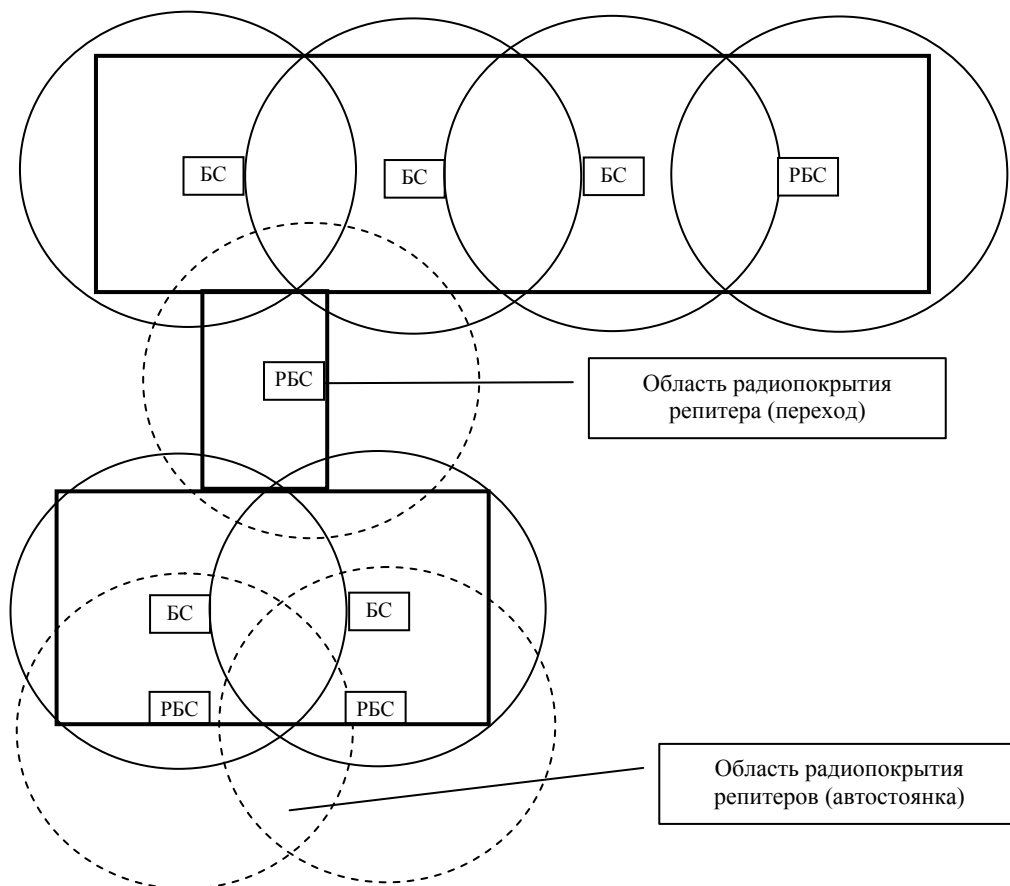 БС
БС
БС
РБС
РБС
Область радиопокрытия
репитера (переход)
БС
БС
РБС
РБС
Область радиопокрытия
репитеров (автостоянка)